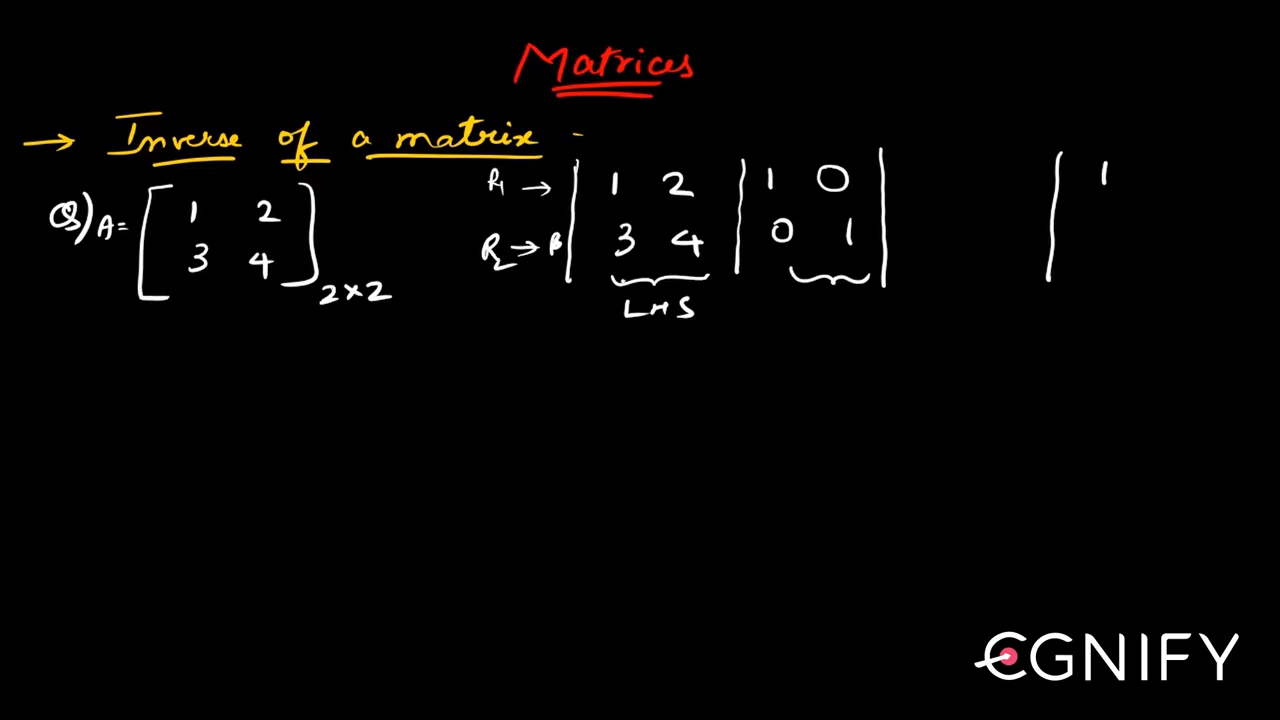 Matrices
→ Inverse of a matrix -
R1 → | 1 2 | 1 0 | | 1
Q) A = [ 1 2
3 4 ] 2×2
R2 → | 3 4 | 0 1 |
LHS
CGNIFY